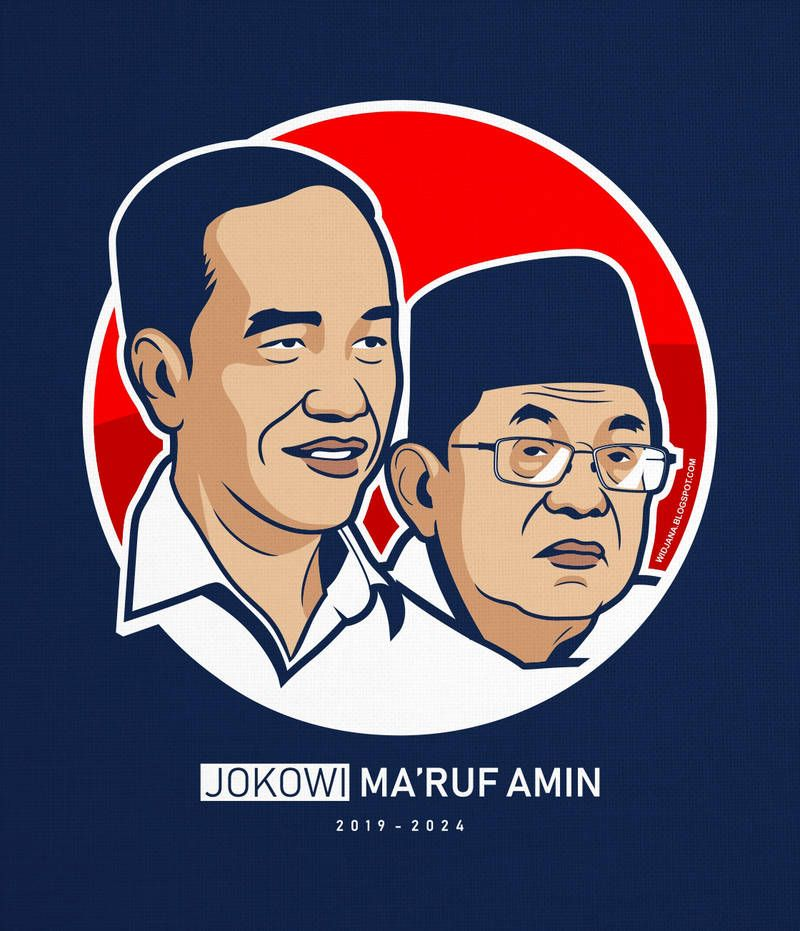 WIDJANA.BLOGSPOT.COM
JOKOWI MA'RUF AMIN
2019 - 2024